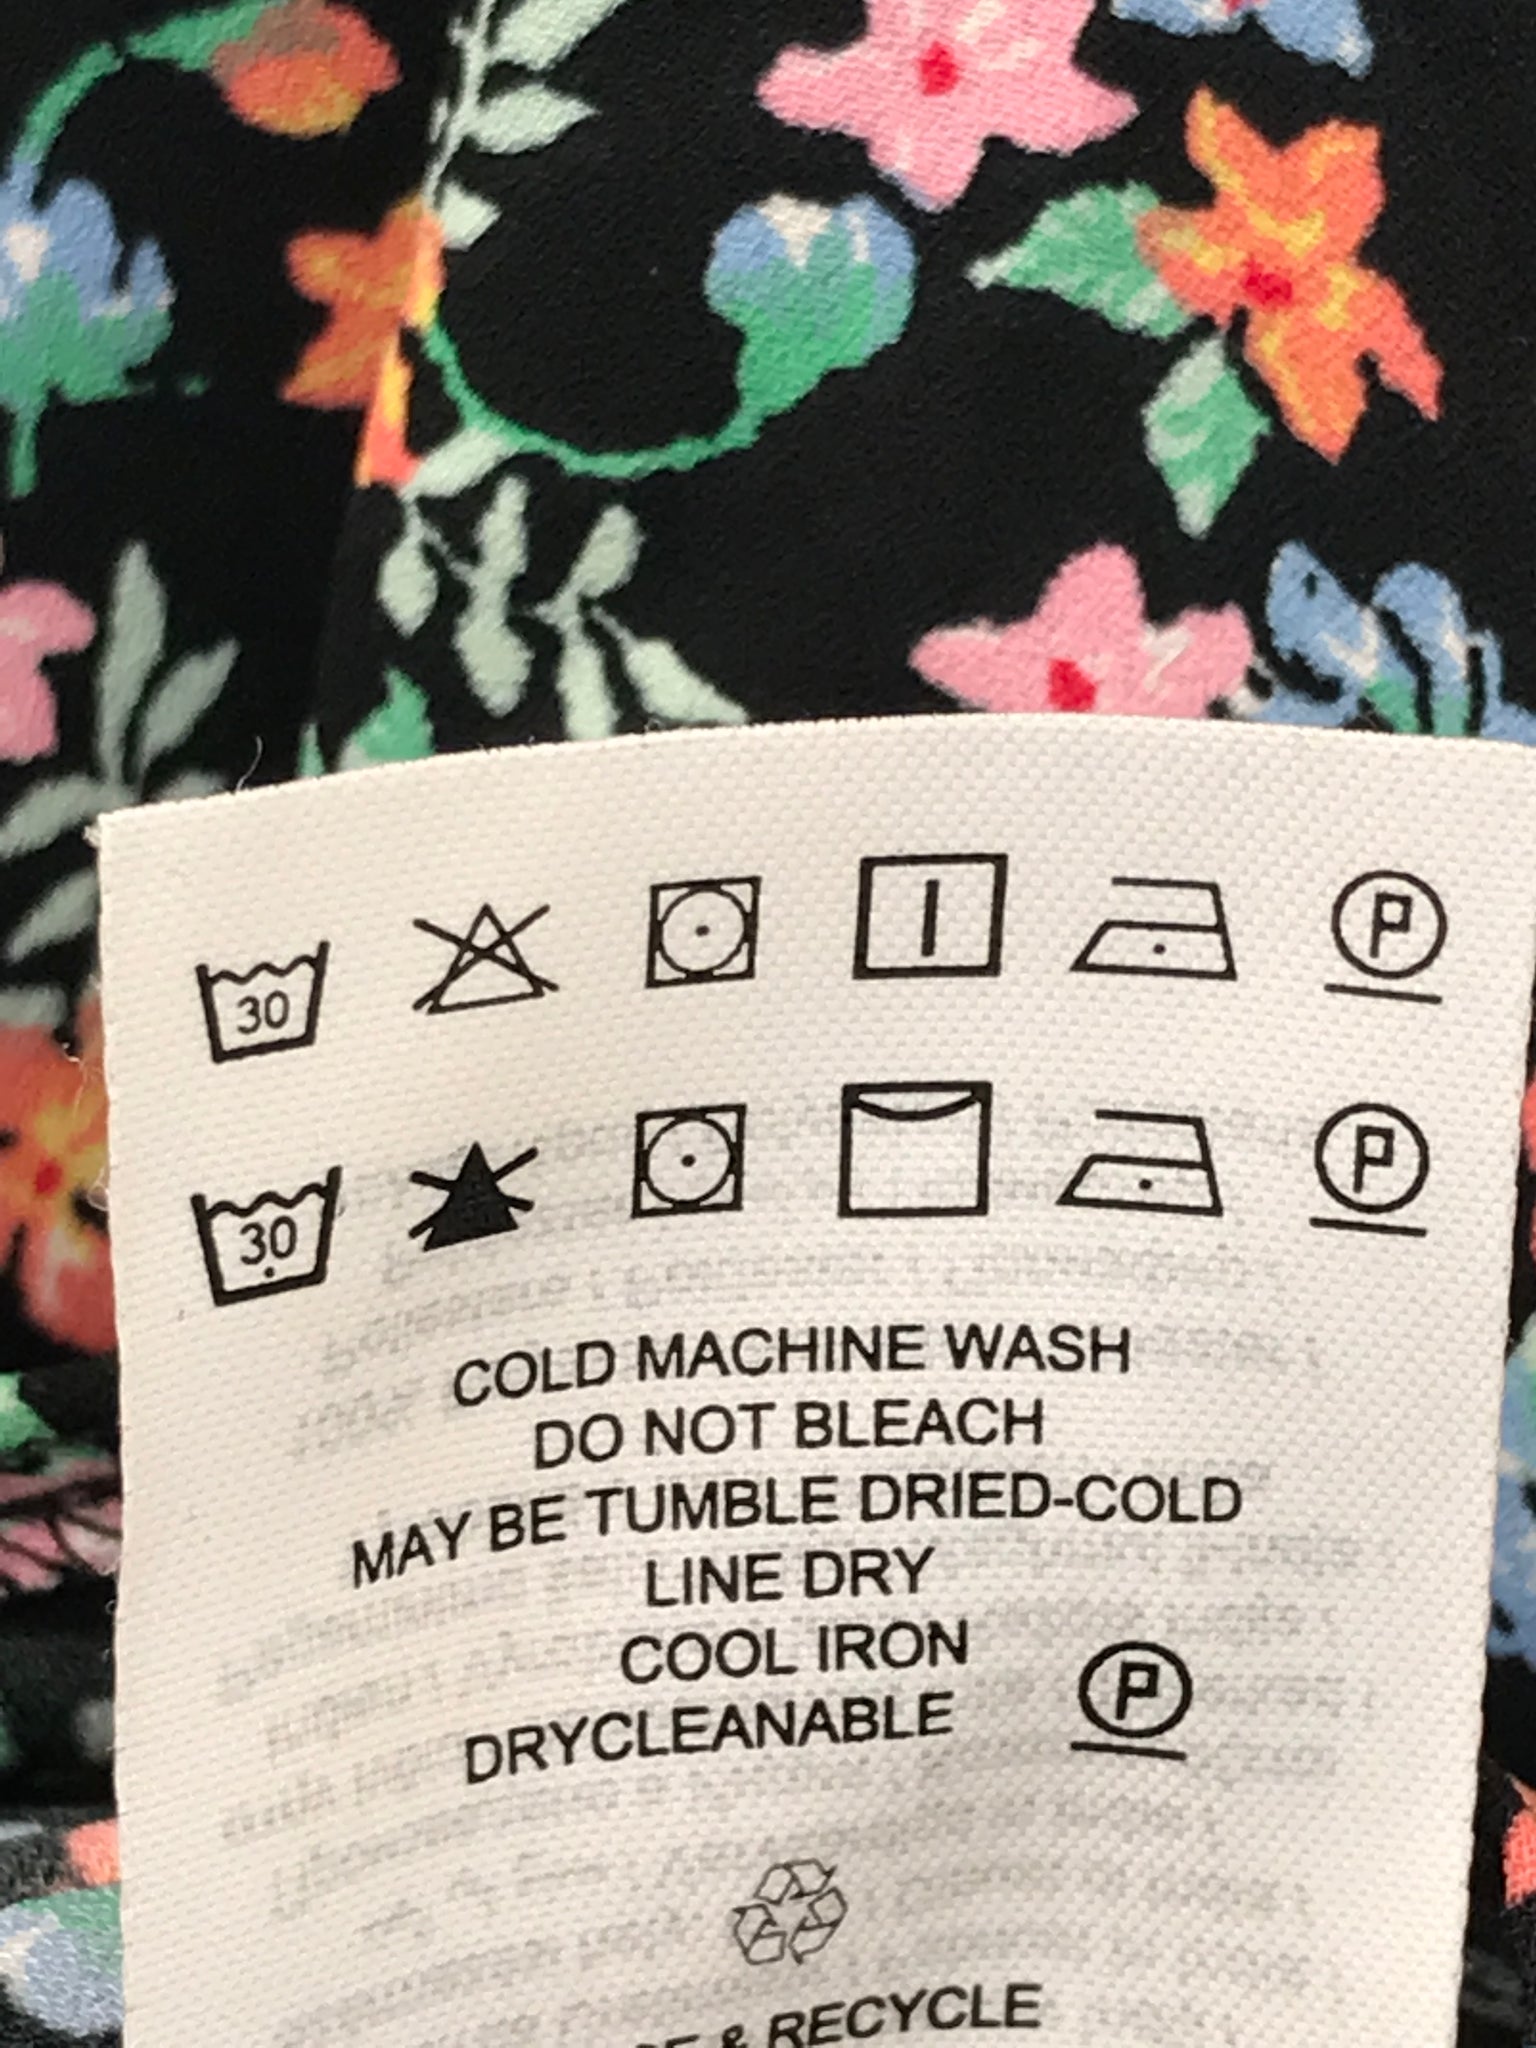 30 P
30 P
COLD MACHINE WASH
DO NOT BLEACH
MAY BE TUMBLE DRIED-COLD
LINE DRY
COOL IRON
DRYCLEANABLE P
& RECYCLE